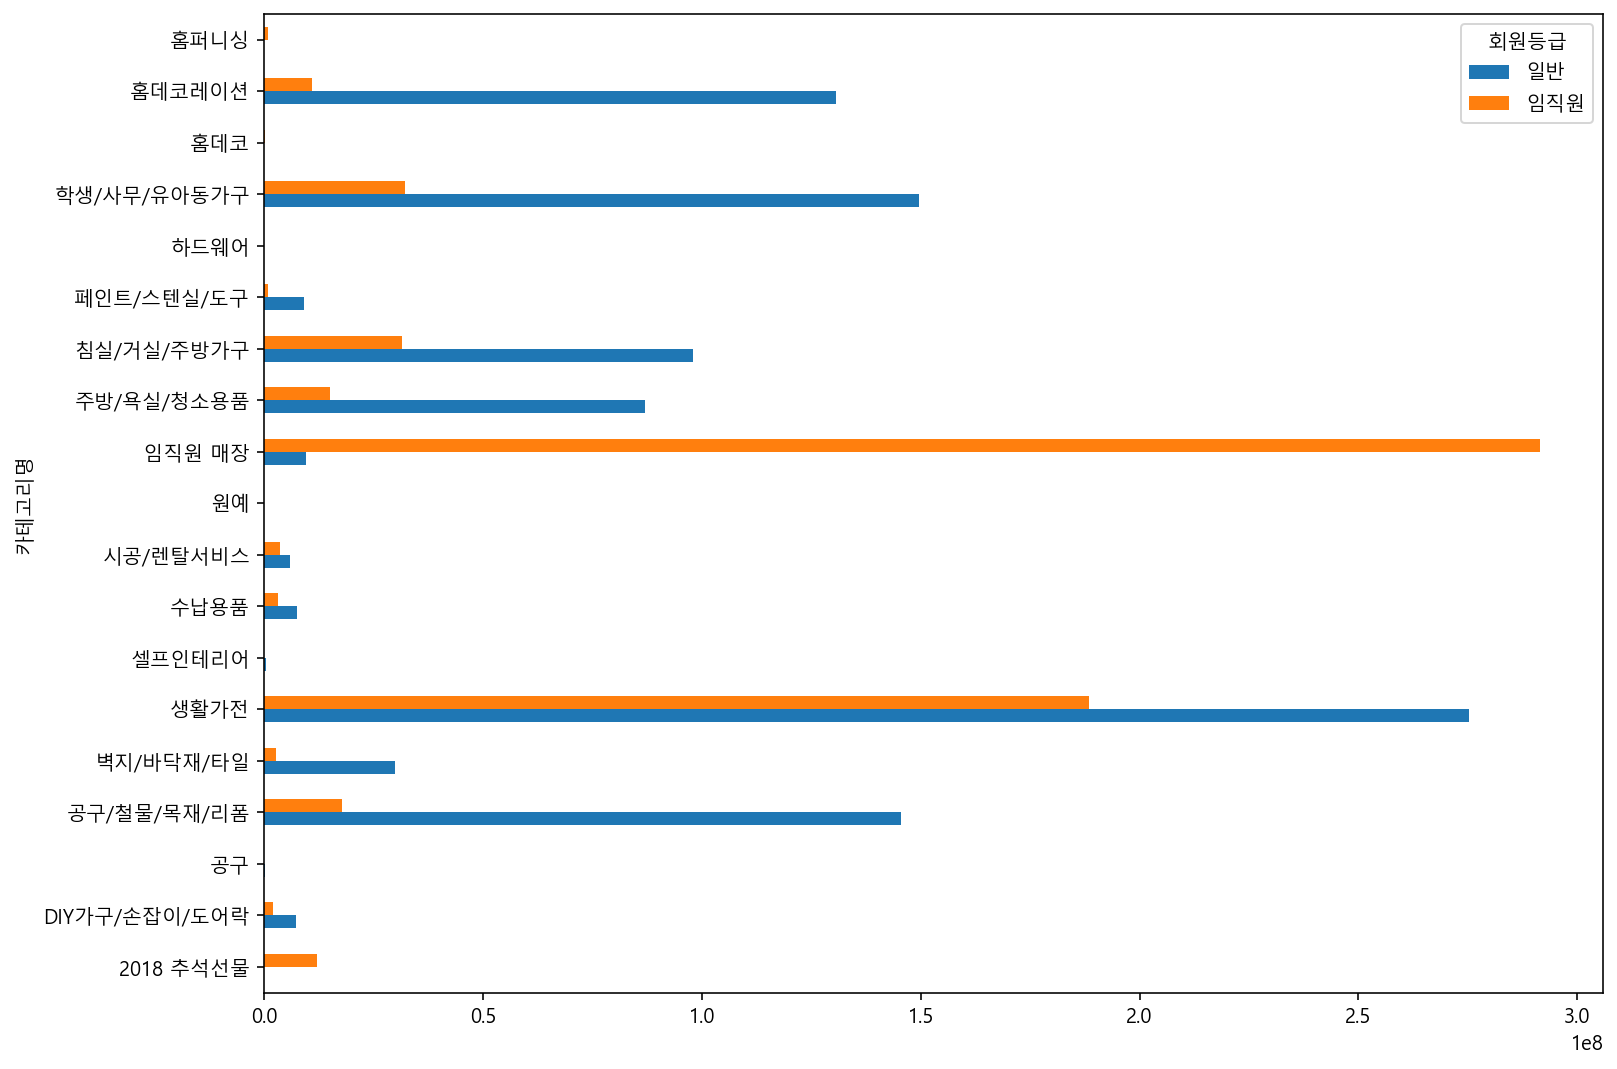 회원등급
일반
임직원
카테고리명
홈퍼니싱
홈데코레이션
홈데코
학생/사무/유아동가구
하드웨어
페인트/스텐실/도구
침실/거실/주방가구
주방/욕실/청소용품
임직원 매장
원예
시공/렌탈서비스
수납용품
셀프인테리어
생활가전
벽지/바닥재/타일
공구/철물/목재/리폼
공구
DIY가구/손잡이/도어락
2018 추석선물
0.0 0.5 1.0 1.5 2.0 2.5 3.0
1e8